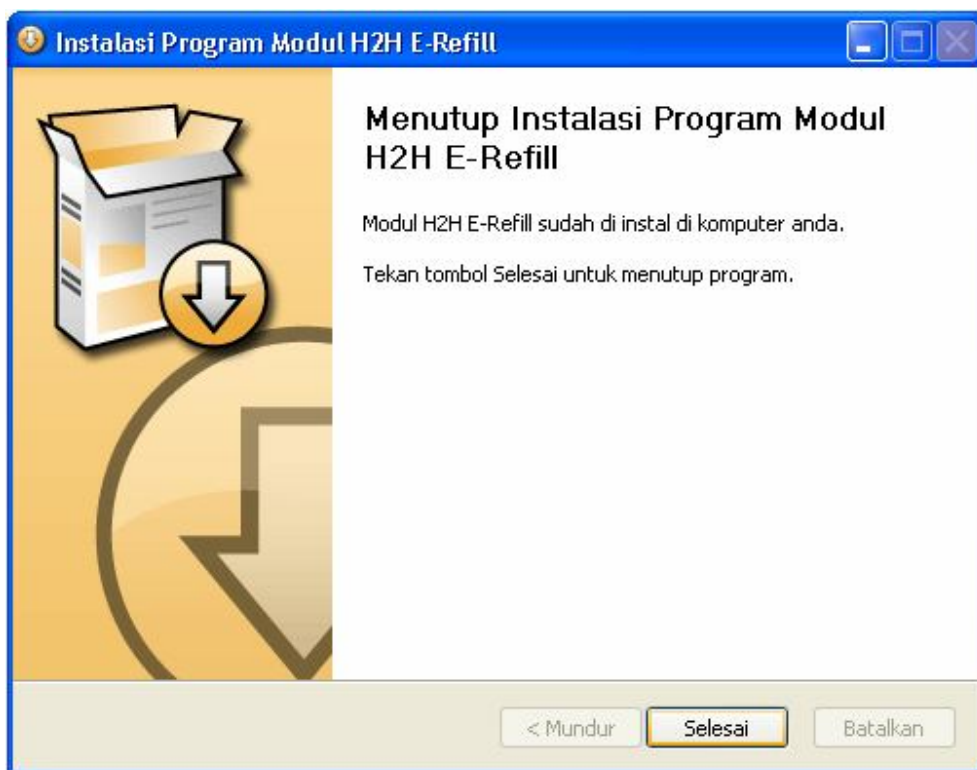 Instalasi Program Modul H2H E-Refill
Menutup Instalasi Program Modul
H2H E-Refill
Modul H2H E-Refill sudah di instal di komputer anda.
Tekan tombol Selesai untuk menutup program.
< Mundur
Selesai
Batalkan